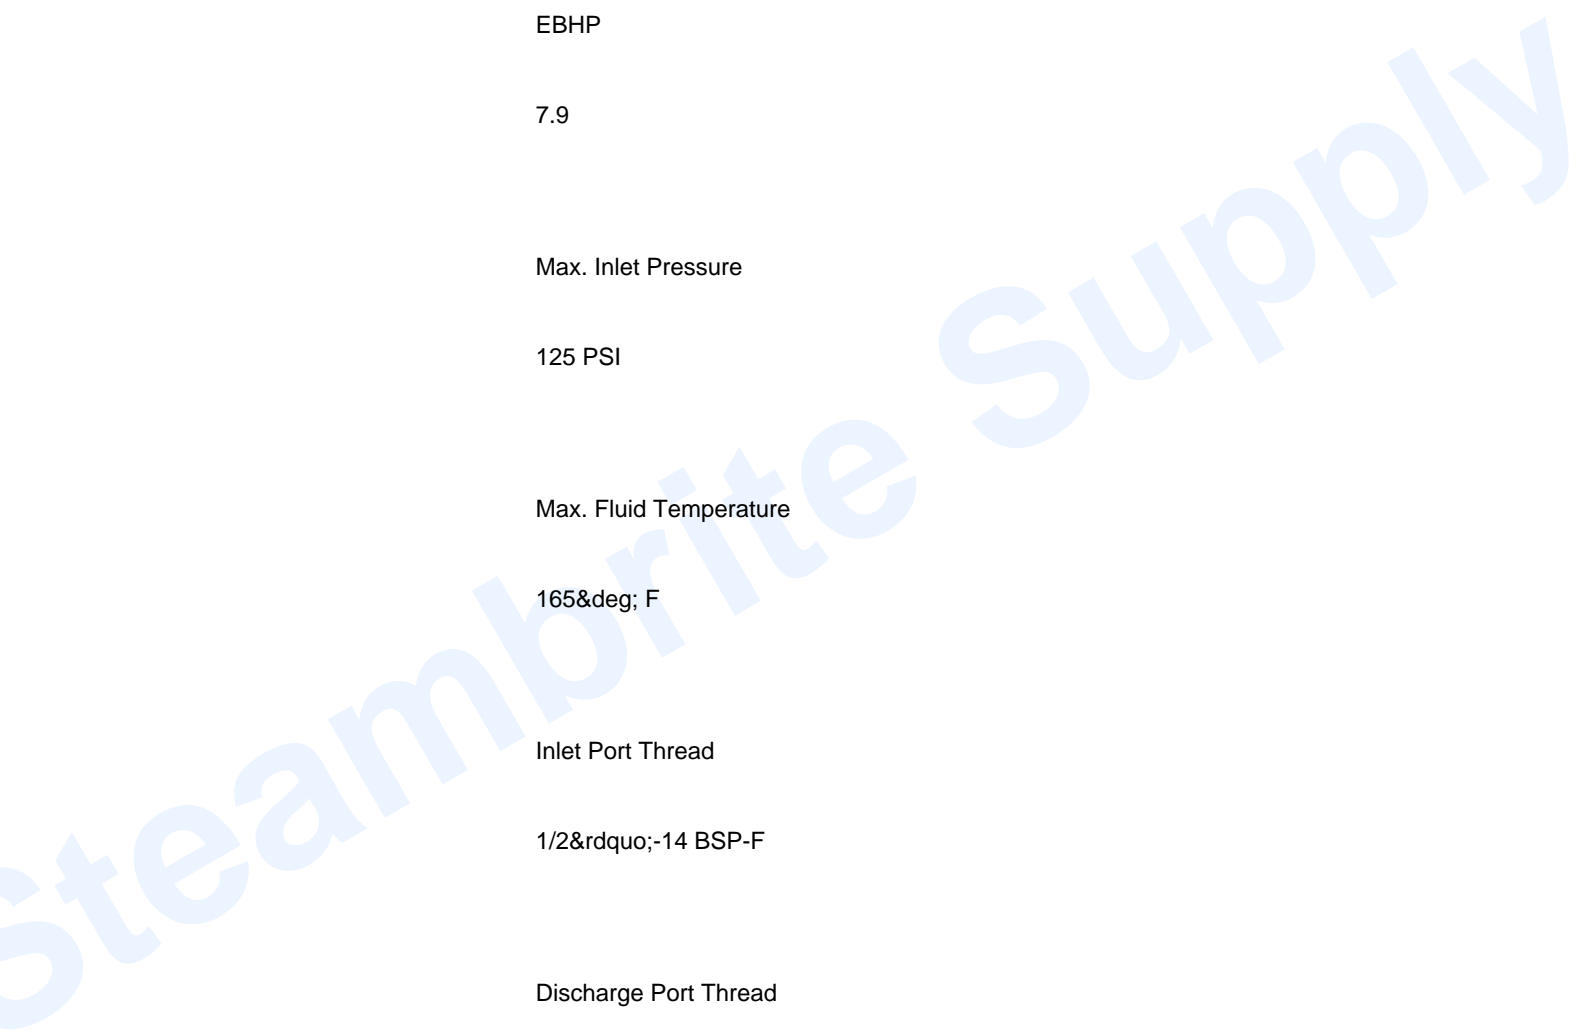 EBHP
7.9
Max. Inlet Pressure
125 PSI
Max. Fluid Temperature
165&deg; F
Inlet Port Thread
1/2&rdquo;-14 BSP-F
Discharge Port Thread
Steambrite Supply